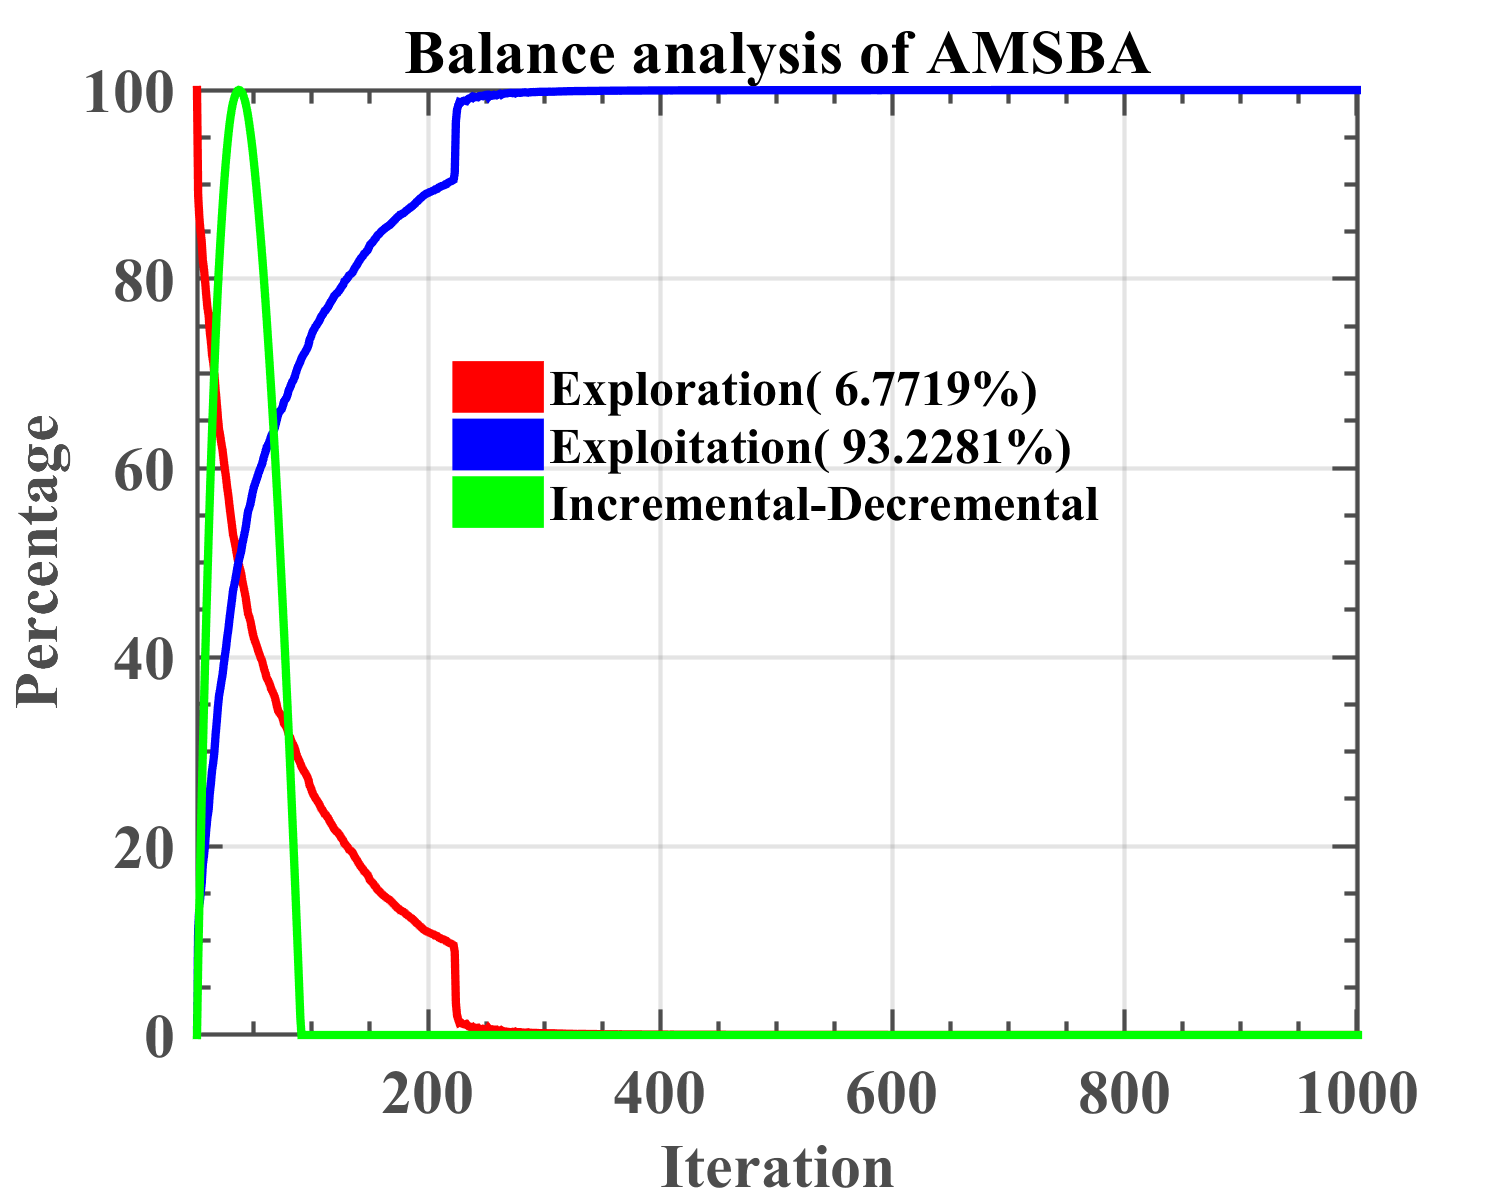 Balance analysis of AMSBA
100
80
60
40
20
0
Percentage
Exploration( 6.7719%)
Exploitation( 93.2281%)
Incremental-Decremental
200 400 600 800 1000
Iteration